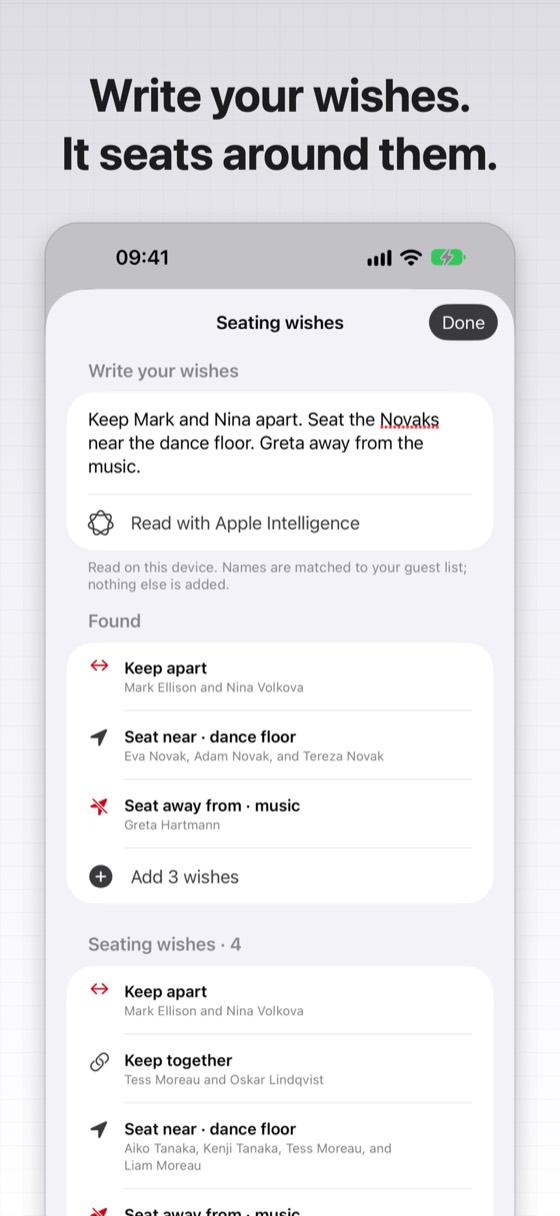 Write your wishes.
It seats around them.
09:41
Seating wishes
Done
Write your wishes
Keep Mark and Nina apart. Seat the Novaks
near the dance floor. Greta away from the
music.
Read with Apple Intelligence
Read on this device. Names are matched to your guest list;
nothing else is added.
Found
Keep apart
Mark Ellison and Nina Volkova
Seat near · dance floor
Eva Novak, Adam Novak, and Tereza Novak
Seat away from · music
Greta Hartmann
Add 3 wishes
Seating wishes · 4
Keep apart
Mark Ellison and Nina Volkova
Keep together
Tess Moreau and Oskar Lindqvist
Seat near · dance floor
Aiko Tanaka, Kenji Tanaka, Tess Moreau, and
Liam Moreau
Seat away from · music